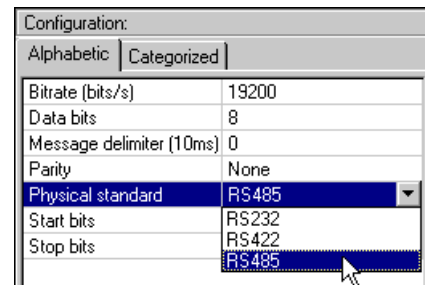 Configuration:
Alphabetic Categorized
Bitrate (bits/s) 19200
Data bits 8
Message delimiter (10ms) 0
Parity None
Physical standard RS485
Start bits RS232
RS422
Stop bits RS485